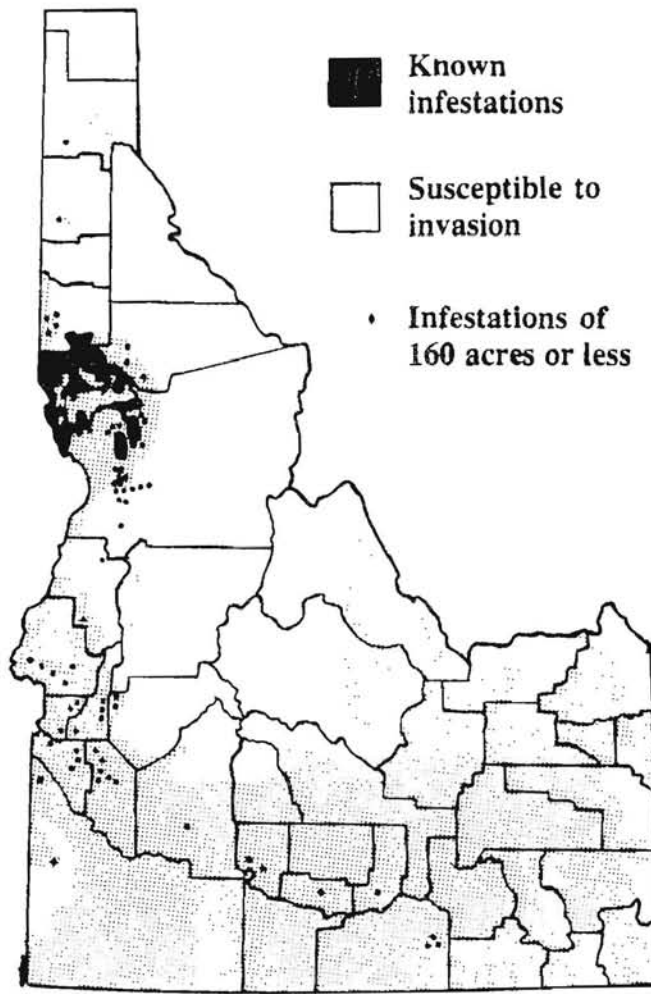 Known
infestations
Susceptible to
invasion
Infestations of
160 acres or less